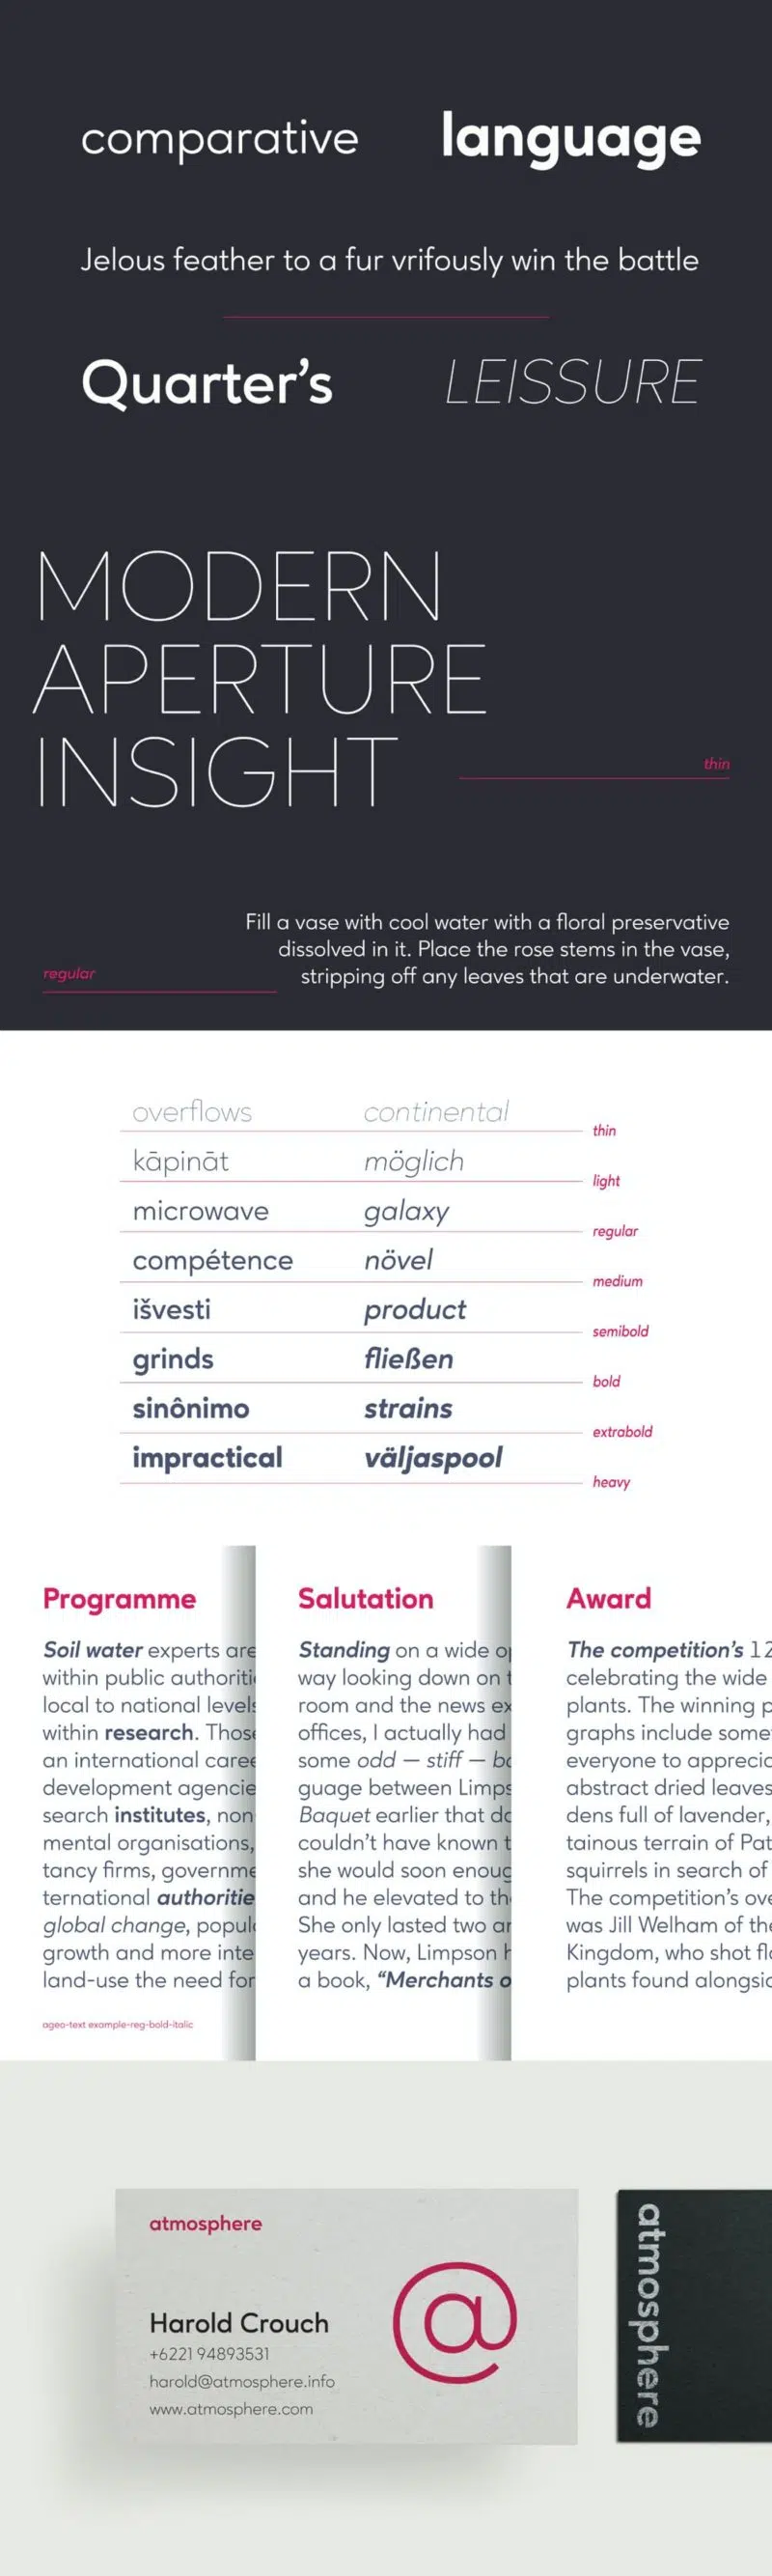 comparative language
Jelous feather to a fur vrifously win the battle
Quarter's LEISSURE
MODERN
APERTURE
INSIGHT
thin
Fill a vase with cool water with a floral preservative
dissolved in it. Place the rose stems in the vase,
stripping off any leaves that are underwater.
regular
overflows continental
thin
kāpināt möglich
light
microwave galaxy
regular
compétence növel
medium
išvesti product
semibold
grinds fließen
bold
sinônimo strains
extrabold
impractical väljaspool
heavy
Programme
Soil water experts are
within public authoriti
local to national levels
within research. Those
an international caree
development agencie
search institutes, non-
mental organisations,
tancy firms, governme
ternational authoritie
global change, popul
growth and more inte
land-use the need for
ageo-text example-reg-bold-italic
Salutation
Standing on a wide o
way looking down on t
room and the news ex
offices, I actually had
some odd — stiff — b
guage between Limps
Baquet earlier that da
couldn't have known t
she would soon enoug
and he elevated to th
She only lasted two a
years. Now, Limpson h
a book, "Merchants o
Award
The competition's 12
celebrating the wide
plants. The winning p
graphs include some
everyone to apprecia
abstract dried leaves
dens full of lavender,
tainous terrain of Pat
squirrels in search of
The competition's ove
was Jill Welham of the
Kingdom, who shot flo
plants found alongsid
atmosphere
Harold Crouch
+6221 94893531
harold@atmosphere.info
www.atmosphere.com
@
atmosphere